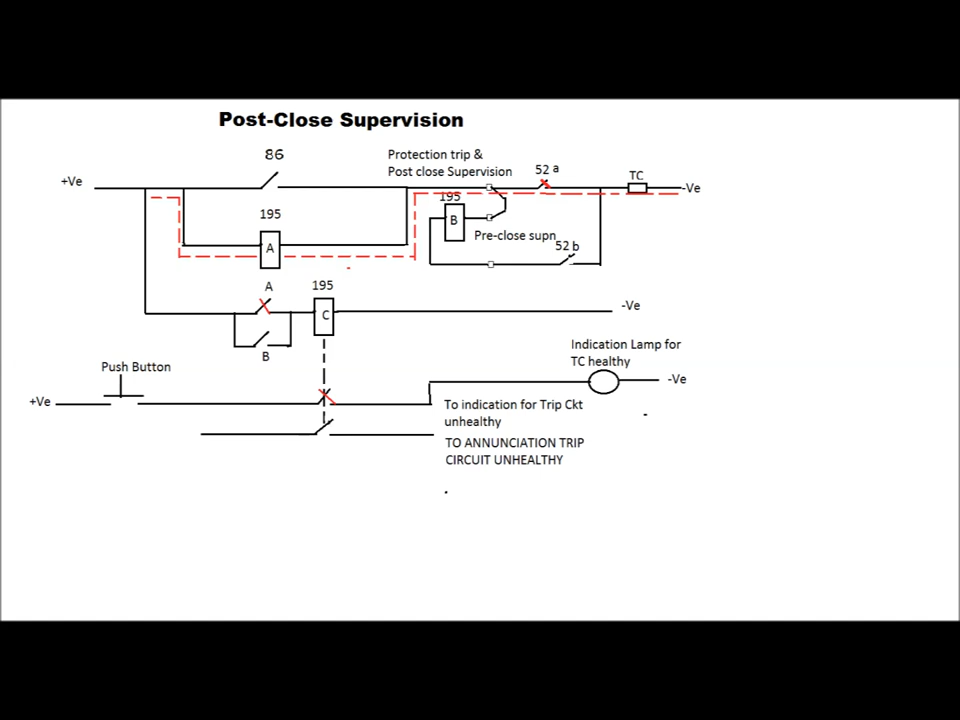 Post-Close Supervision
86
Protection trip &
Post close Supervision
52 a
TC
+Ve
-Ve
195
195
B
A
Pre-close supn
52 b
A
195
C
-Ve
B
Indication Lamp for
TC healthy
Push Button
-Ve
+Ve
To indication for Trip Ckt
unhealthy
TO ANNUNCIATION TRIP
CIRCUIT UNHEALTHY